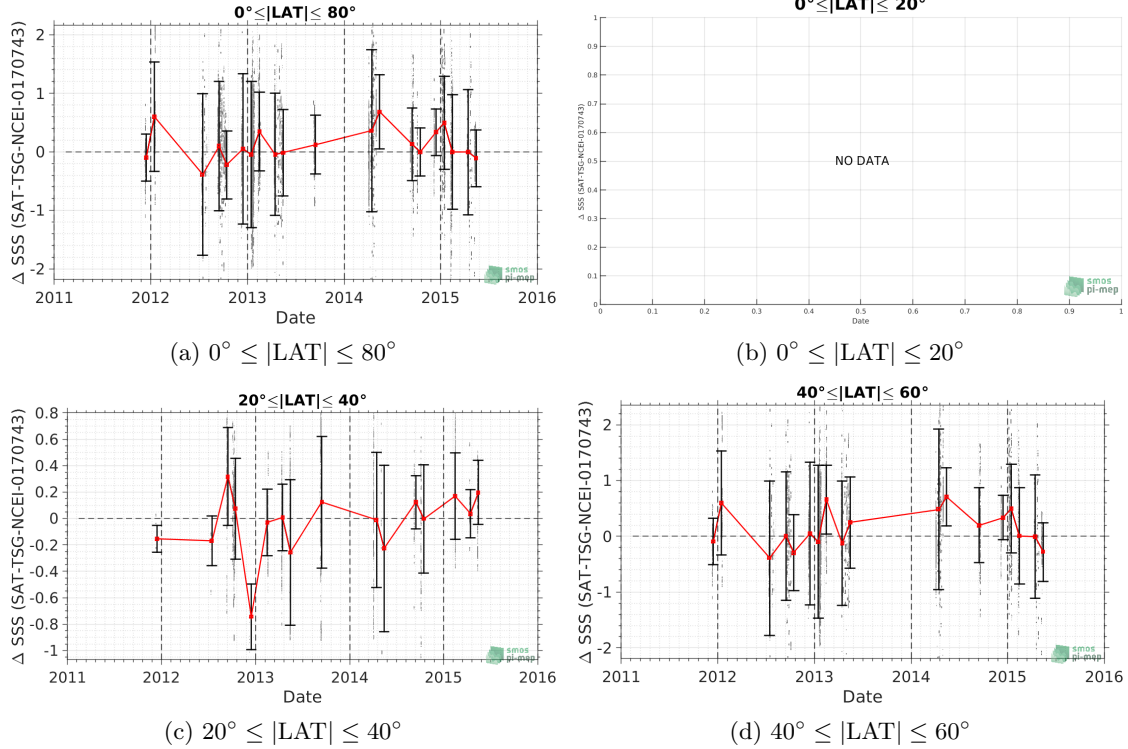 0°≤|LAT|≤ 80°
Δ SSS (SAT-TSG-NCEI-0170743)
2
1
0
-1
-2
2011 2012 2013 2014 2015 2016
Date
smos
pi-mep
(a) 0° ≤ |LAT| ≤ 80°
0°≤|LAT|≤ 20°
Δ SSS (SAT-TSG-NCEI-0170743)
1
0.9
0.8
0.7
0.6
0.5
0.4
0.3
0.2
0.1
0
NO DATA
0 0.1 0.2 0.3 0.4 0.5 0.6 0.7 0.8 0.9 1
Date
smos
pi-mep
(b) 0° ≤ |LAT| ≤ 20°
20°≤|LAT|≤ 40°
Δ SSS (SAT-TSG-NCEI-0170743)
0.8
0.6
0.4
0.2
0
-0.2
-0.4
-0.6
-0.8
-1
2011 2012 2013 2014 2015 2016
Date
smos
pi-mep
(c) 20° ≤ |LAT| ≤ 40°
40°≤|LAT|≤ 60°
Δ SSS (SAT-TSG-NCEI-0170743)
2
1
0
-1
-2
2011 2012 2013 2014 2015 2016
Date
smos
pi-mep
(d) 40° ≤ |LAT| ≤ 60°